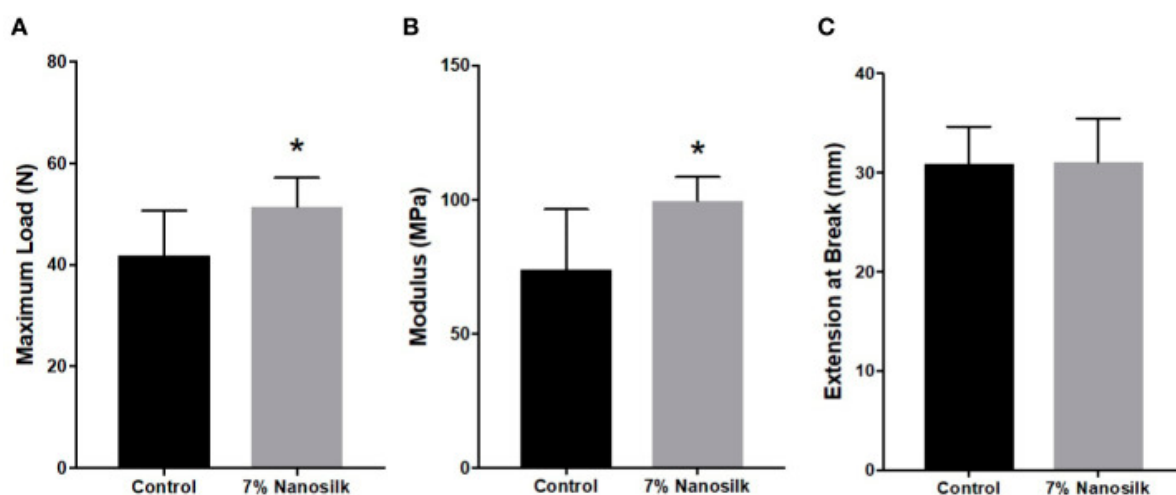 A
Maximum Load (N)
80
60
40
20
0
*
Control
7% Nanosilk
B
Modulus (MPa)
150
100
50
0
*
Control
7% Nanosilk
C
Extension at Break (mm)
40
30
20
10
0
Control
7% Nanosilk